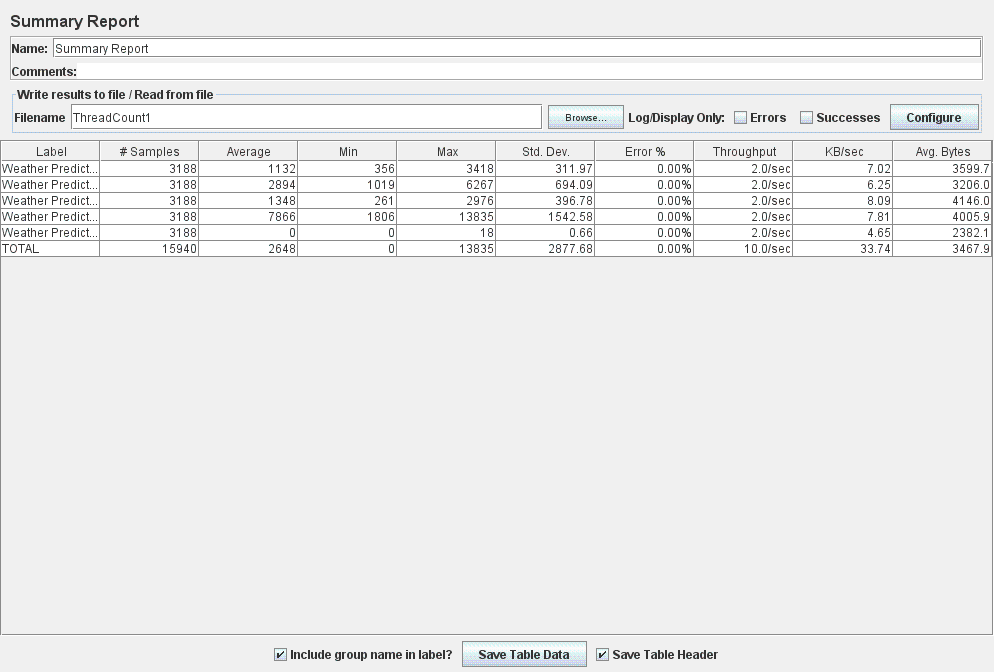 Summary Report
Name: Summary Report
Comments:
Write results to file / Read from file
Filename ThreadCount1 Browse... Log/Display Only: Errors Successes Configure
Label # Samples Average Min Max Std. Dev. Error % Throughput KB/sec Avg. Bytes
Weather Predict... 3188 1132 356 3418 311.97 0.00% 2.0/sec 7.02 3599.7
Weather Predict... 3188 2894 1019 6267 694.09 0.00% 2.0/sec 6.25 3206.0
Weather Predict... 3188 1348 261 2976 396.78 0.00% 2.0/sec 8.09 4146.0
Weather Predict... 3188 7866 1806 13835 1542.58 0.00% 2.0/sec 7.81 4005.9
Weather Predict... 3188 0 0 18 0.66 0.00% 2.0/sec 4.65 2382.1
TOTAL 15940 2648 0 13835 2877.68 0.00% 10.0/sec 33.74 3467.9
Include group name in label? Save Table Data Save Table Header